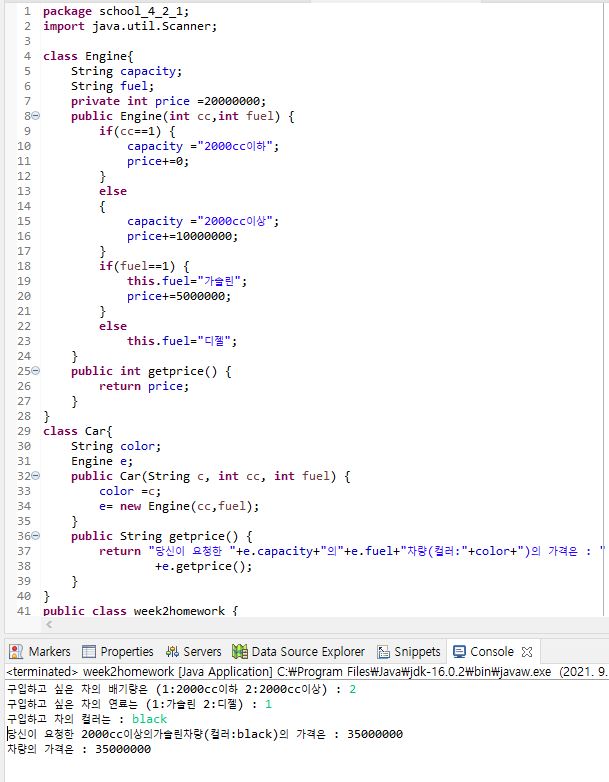 1 package school_4_2_1;
2 import java.util.Scanner;
3
4 class Engine{
5 String capacity;
6 String fuel;
7 private int price =20000000;
8 public Engine(int cc,int fuel) {
9 if(cc==1) {
10 capacity ="2000cc이하";
11 price+=0;
12 }
13 else
14 {
15 capacity ="2000cc이상";
16 price+=10000000;
17 }
18 if(fuel==1) {
19 this.fuel="가솔린";
20 price+=5000000;
21 }
22 else
23 this.fuel="디젤";
24 }
25 public int getprice() {
26 return price;
27 }
28 }
29 class Car{
30 String color;
31 Engine e;
32 public Car(String c, int cc, int fuel) {
33 color =c;
34 e= new Engine(cc,fuel);
35 }
36 public String getprice() {
37 return "당신이 요청한 "+e.capacity+"의"+e.fuel+"차량(컬러:"+color+")의 가격은 : "
38 +e.getprice();
39 }
40 }
41 public class week2homework {
Markers Properties Servers Data Source Explorer Snippets Console
<terminated> week2homework [Java Application] C:₩Program Files₩Java₩jdk-16.0.2₩bin₩javaw.exe (2021. 9.
구입하고 싶은 차의 배기량은 (1:2000cc이하 2:2000cc이상) : 2
구입하고 싶은 차의 연료는 (1:가솔린 2:디젤) : 1
구입하고 차의 컬러는 : black
당신이 요청한 2000cc이상의가솔린차량(컬러:black)의 가격은 : 35000000
차량의 가격은 : 35000000